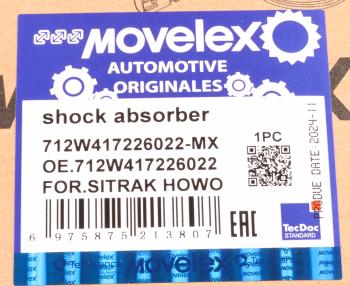 movelex
AUTOMOTIVE
ORIGINALES
shock absorber
712W417226022-MX
1PC
OE.712W417226022
FOR.SITRAK HOWO
6 975875 213807
EAC
PRODUE DATE:2024-11
TecDoc
STANDARD
movelex